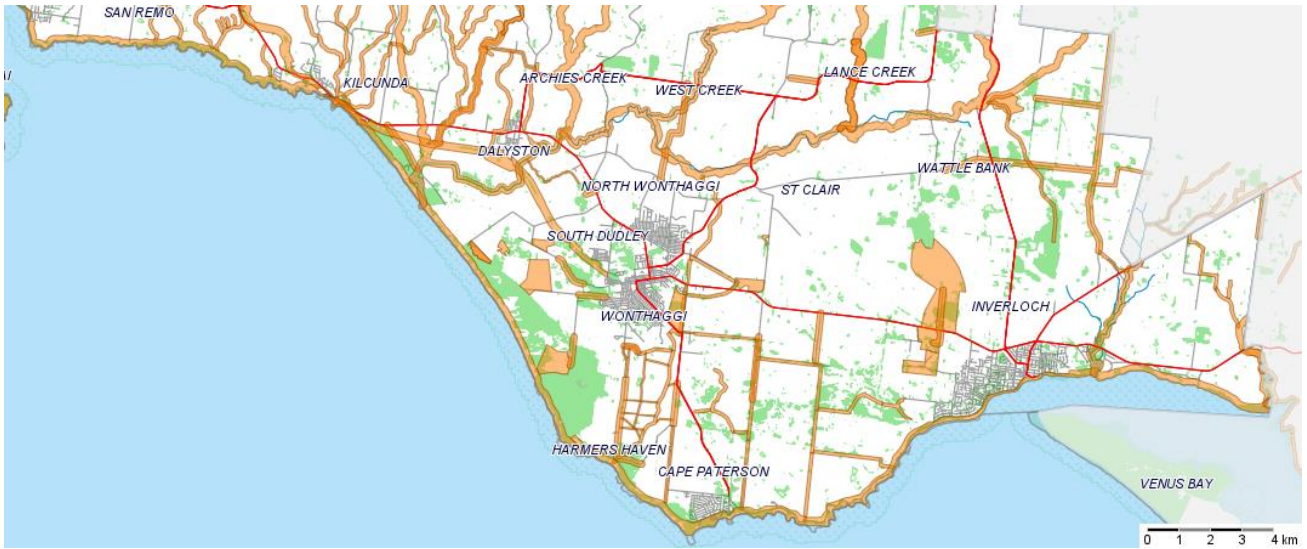 SAN REMO
KILCUNDA
ARCHIES CREEK
LANCE CREEK
WEST CREEK
DALYSTON
WATTLE BANK
NORTH WONTHAGGI
ST CLAIR
SOUTH DUDLEY
INVERLOCH
WONTHAGGI
HARMERS HAVEN
CAPE PATERSON
VENUS BAY
0 1 2 3 4 km